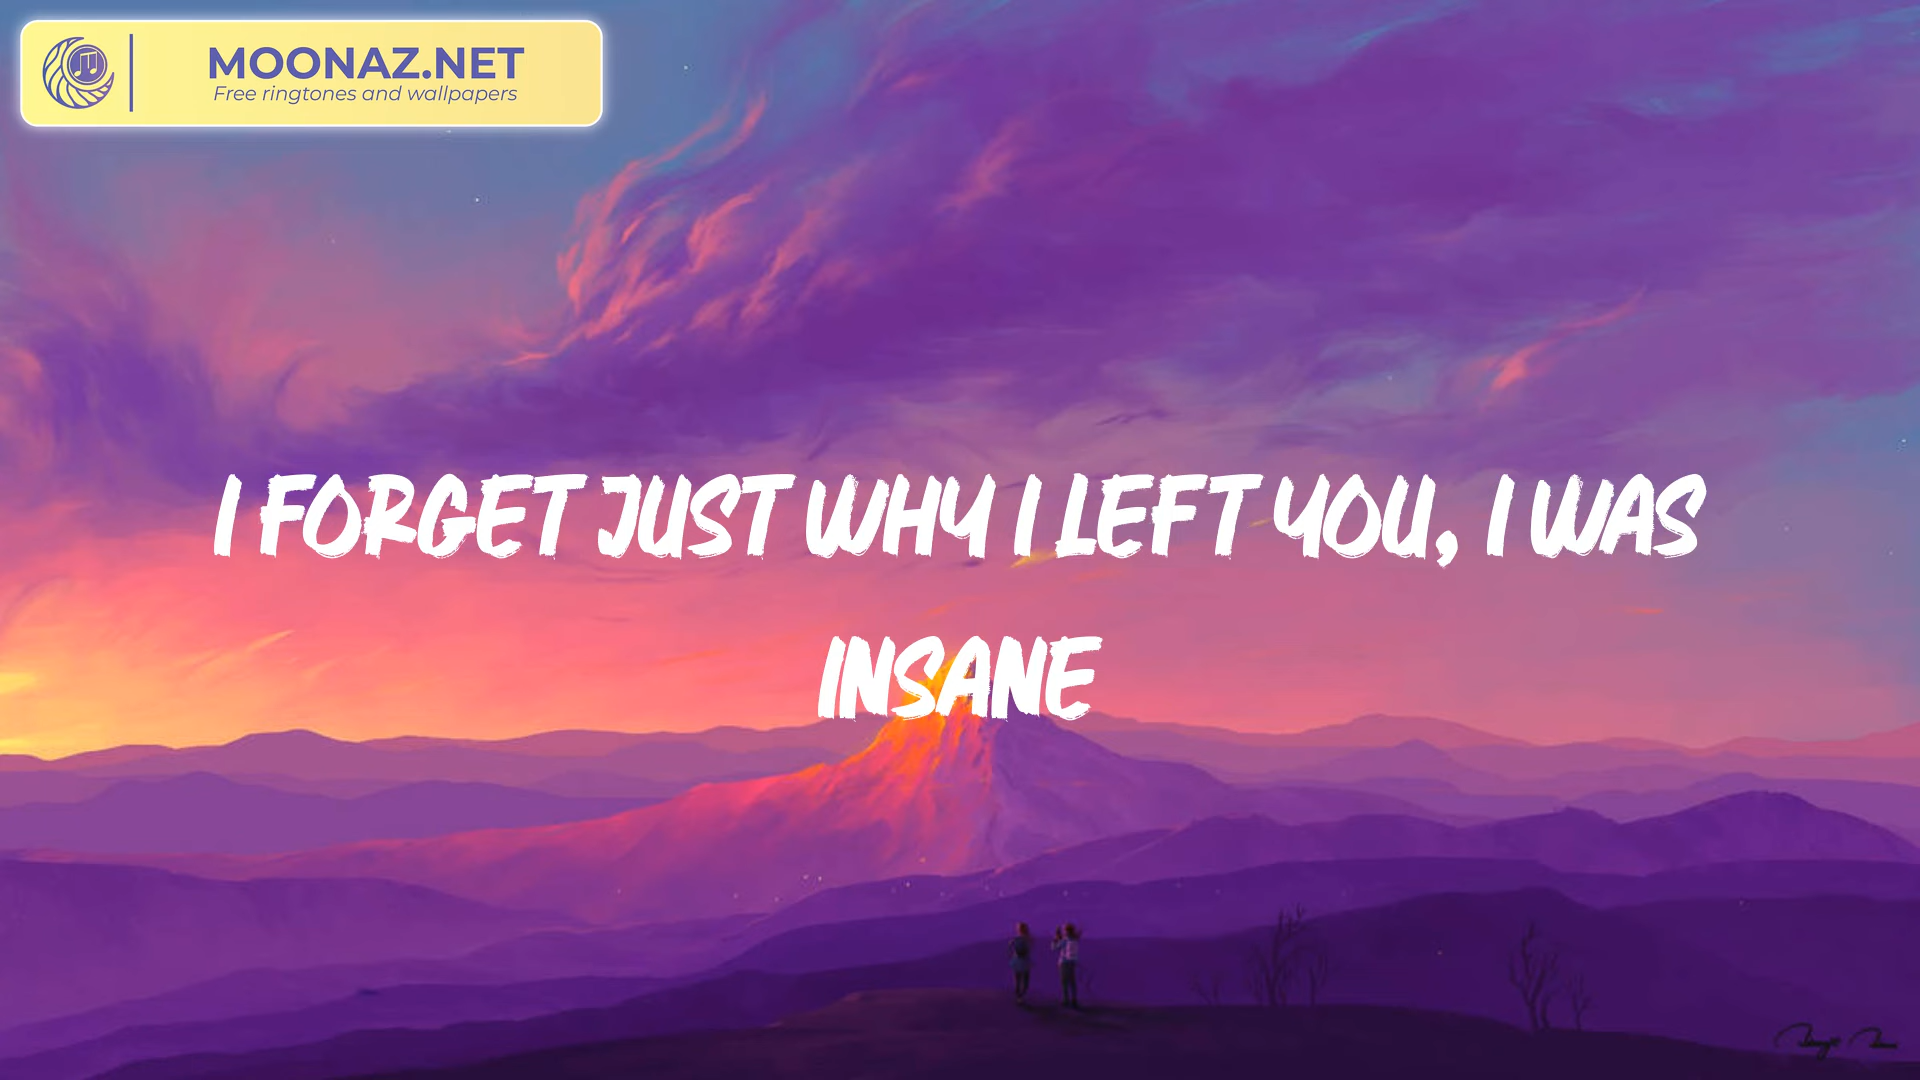 MOONAZ.NET
Free ringtones and wallpapers
I FORGET JUST WHY I LEFT YOU, I WAS
INSANE